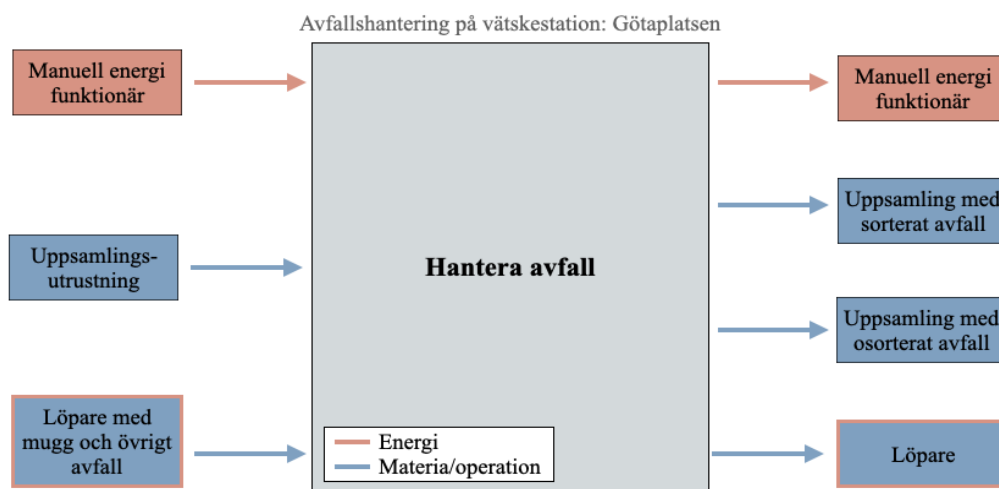 Avfallshantering på vätskestation: Götaplatsen
Manuell energi
funktionär
Uppsamlings-
utrustning
Löpare med
mugg och övrigt
avfall
Hantera avfall
Energi
Materia/operation
Manuell energi
funktionär
Uppsamling med
sorterat avfall
Uppsamling med
osorterat avfall
Löpare